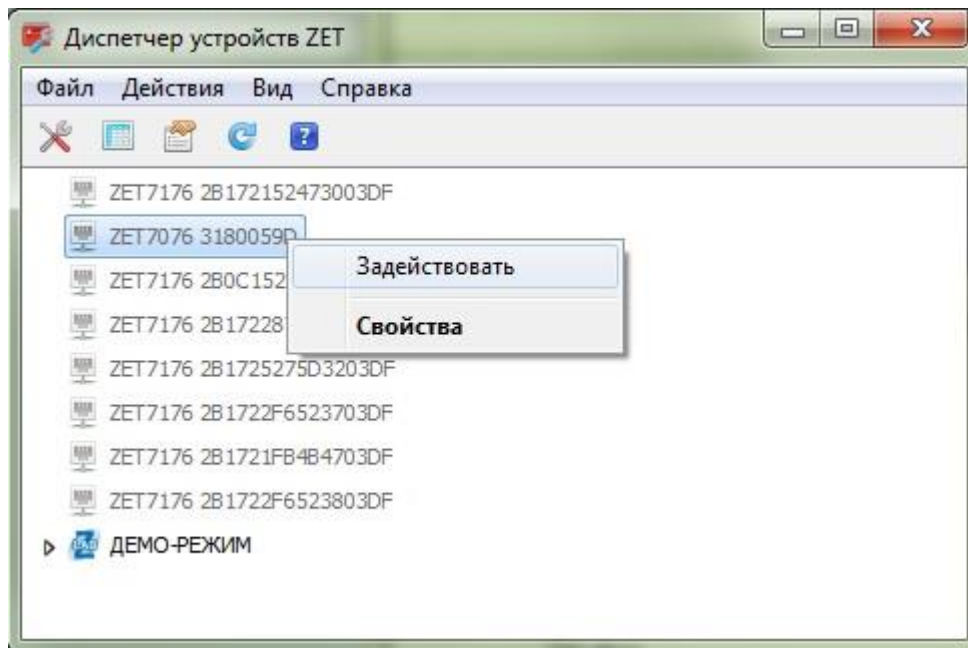 Диспетчер устройств ZET
Файл Действия Вид Справка
ZET7176 2B172152473003DF
ZET7076 3180059D
Задействовать
ZET7176 2B0C152
Свойства
ZET7176 2B17228
ZET7176 2B1725275D3203DF
ZET7176 2B1722F6523703DF
ZET7176 2B1721FB4B4703DF
ZET7176 2B1722F6523803DF
ДЕМО-РЕЖИМ